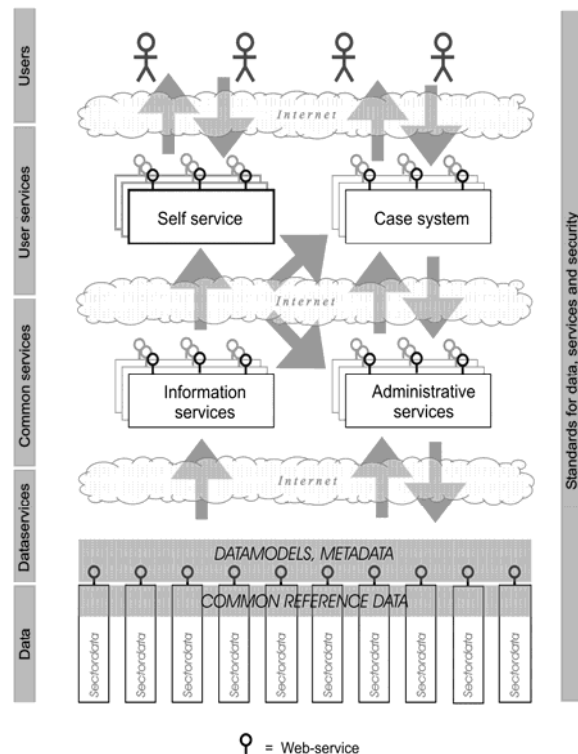 Users
Internet
User services
Self service
Case system
Internet
Common services
Information
services
Administrative
services
Standards for data, services and security
Internet
Dataservices
DATAMODELS, METADATA
COMMON REFERENCE DATA
Data
Sectordata
Sectordata
Sectordata
Sectordata
Sectordata
Sectordata
Sectordata
Sectordata
Sectordata
Sectordata
= Web-service